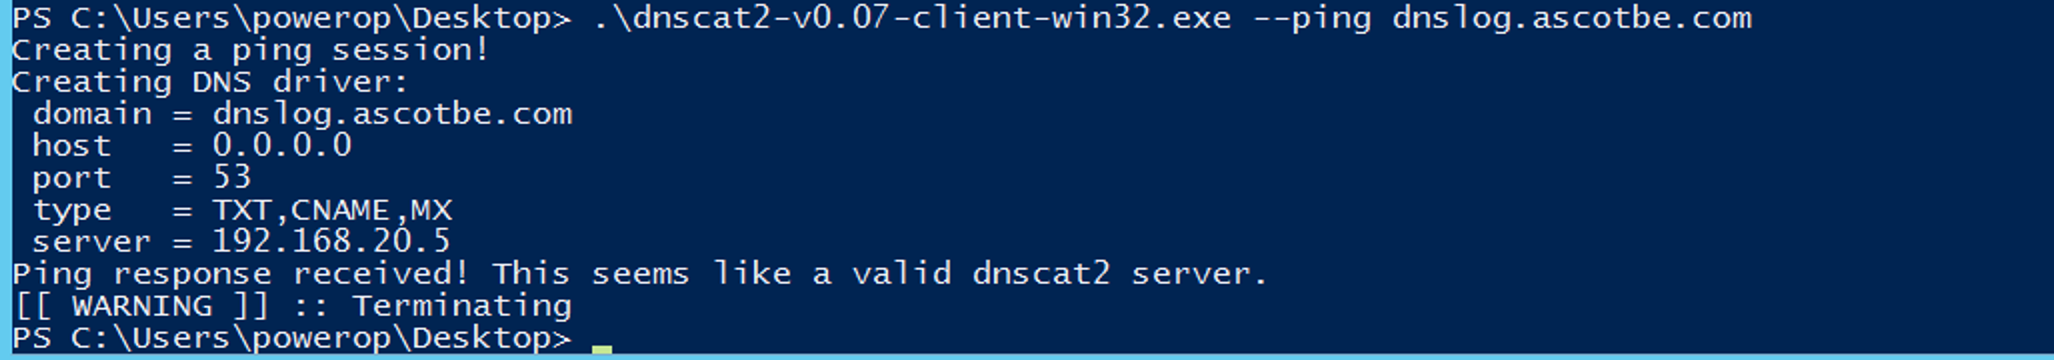 PS C:\Users\powerop\Desktop> .\dnscat2-v0.07-client-win32.exe --ping dnslog.ascotbe.com
Creating a ping session!
Creating DNS driver:
 domain = dnslog.ascotbe.com
 host   = 0.0.0.0
 port   = 53
 type   = TXT,CNAME,MX
 server = 192.168.20.5
Ping response received! This seems like a valid dnscat2 server.
[[ WARNING ]] :: Terminating
PS C:\Users\powerop\Desktop>